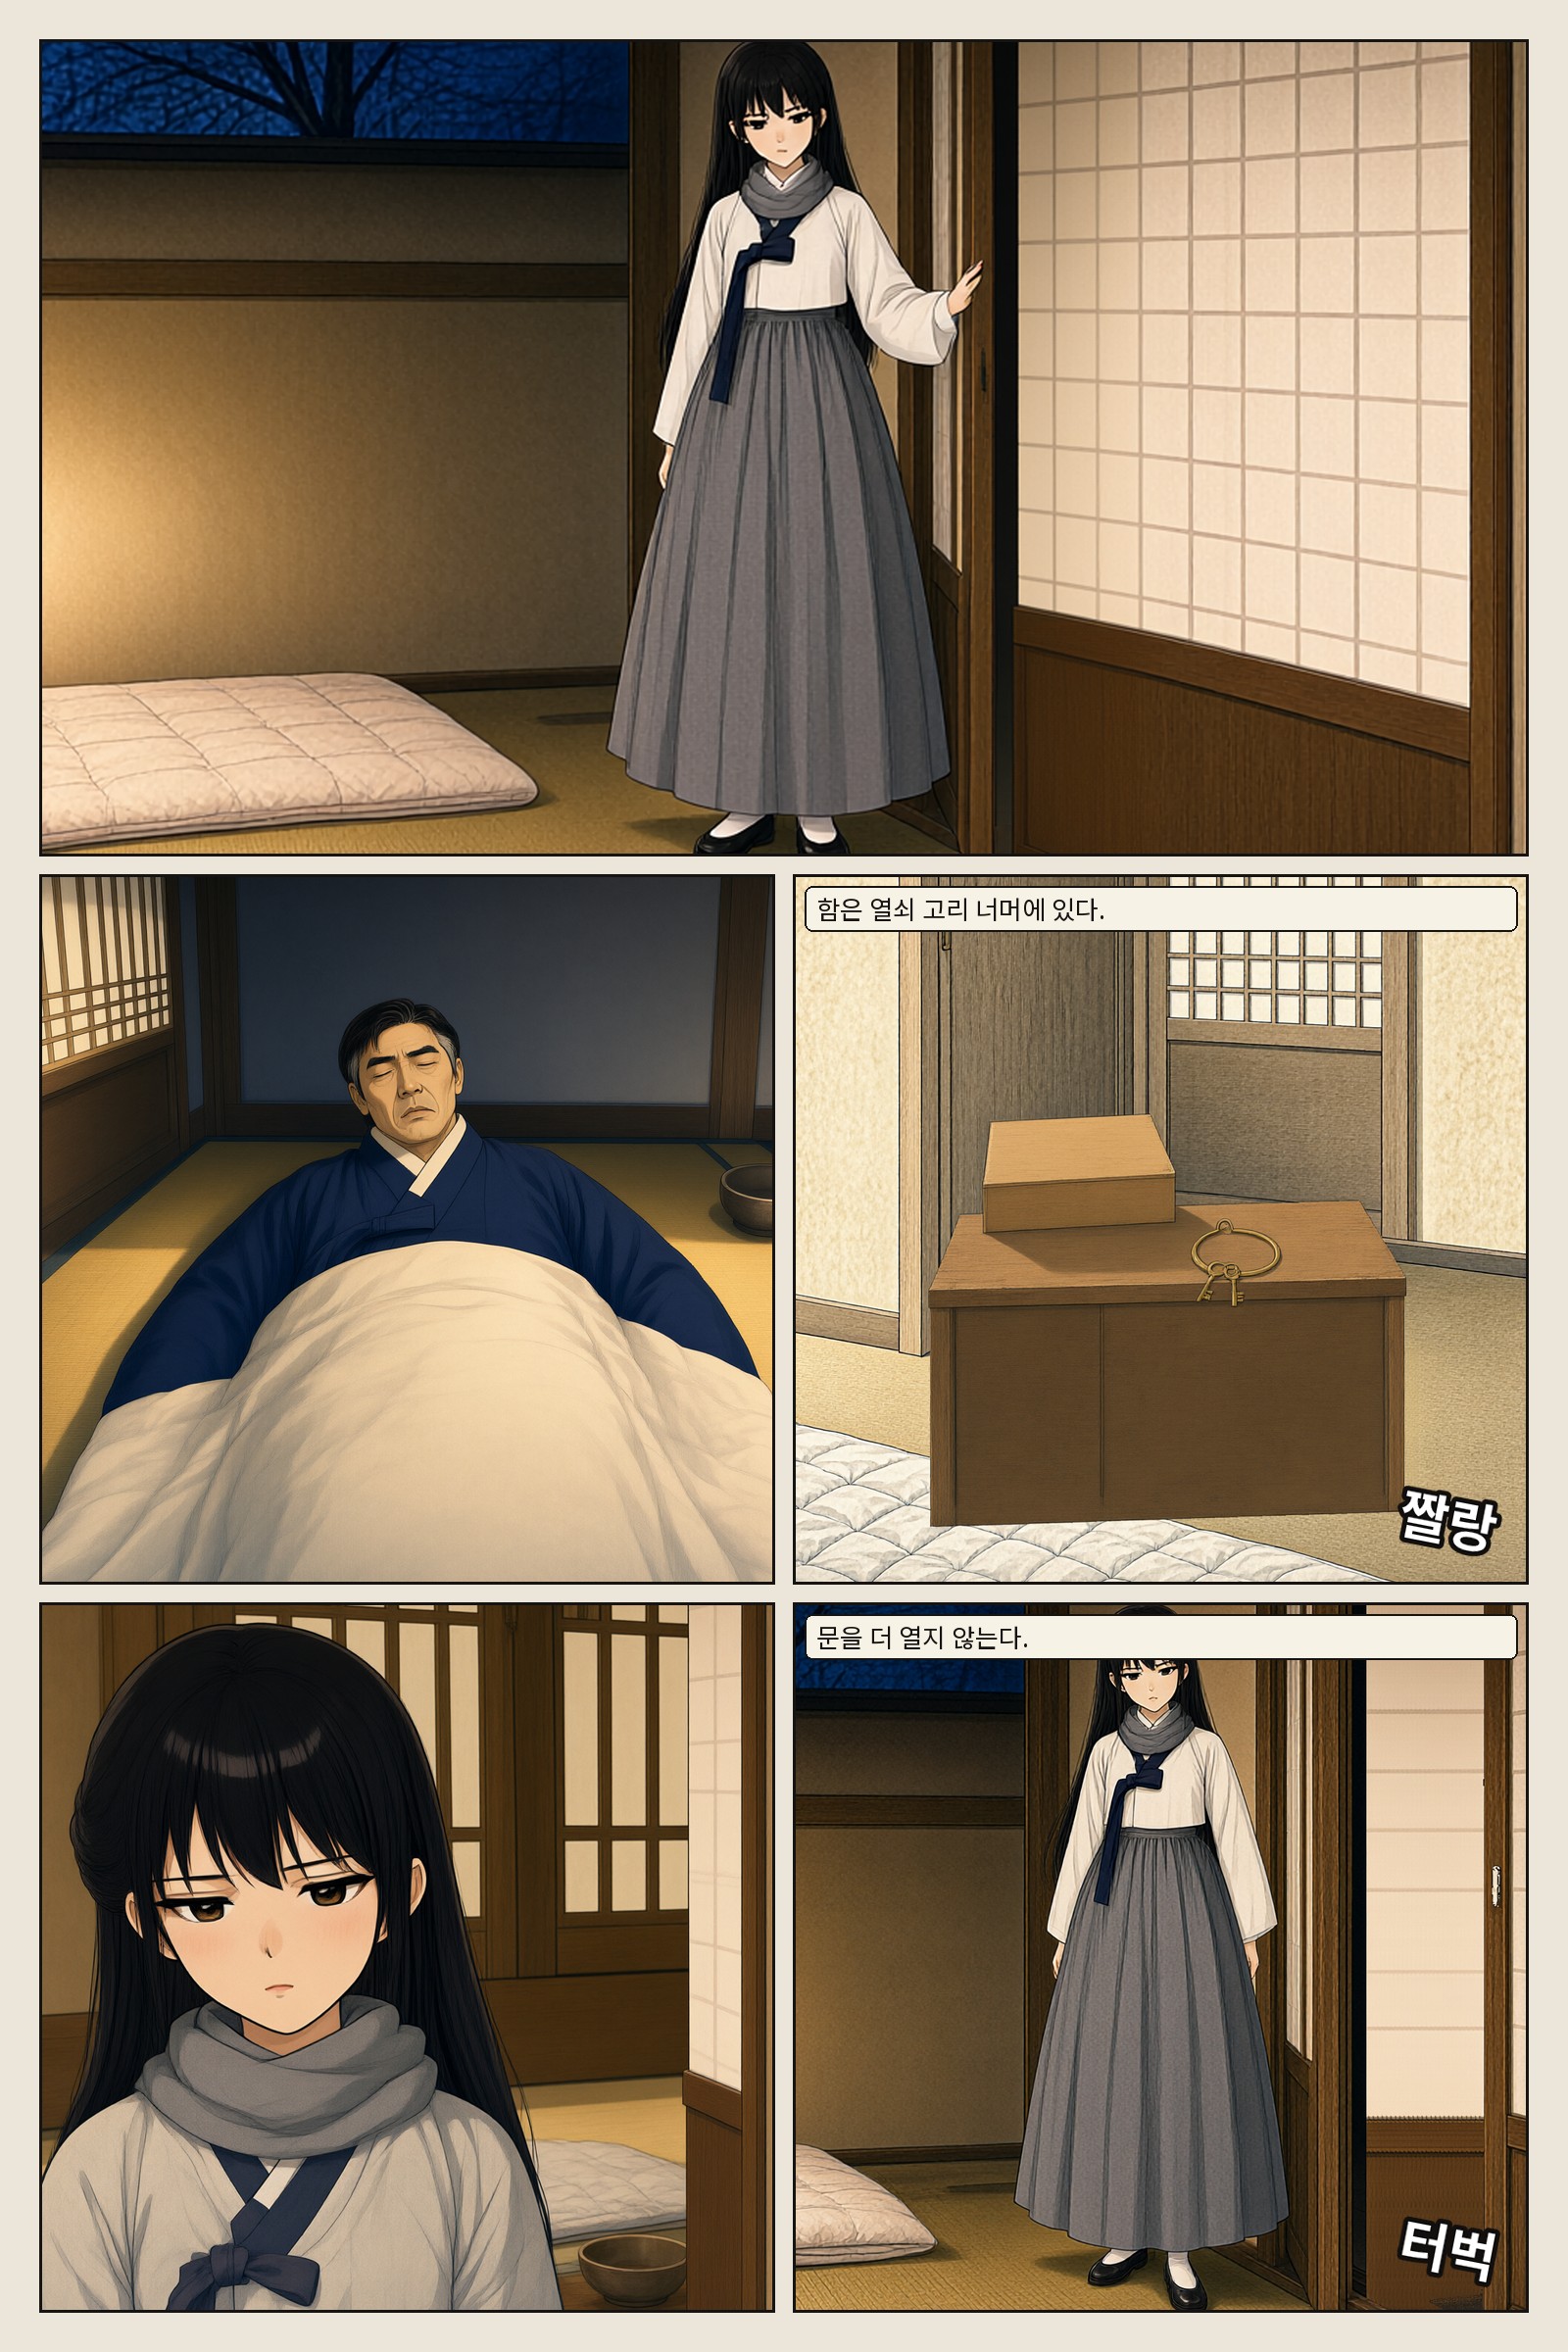 함은 열쇠 고리 너머에 있다.
짤랑
문을 더 열지 않는다.
터벅